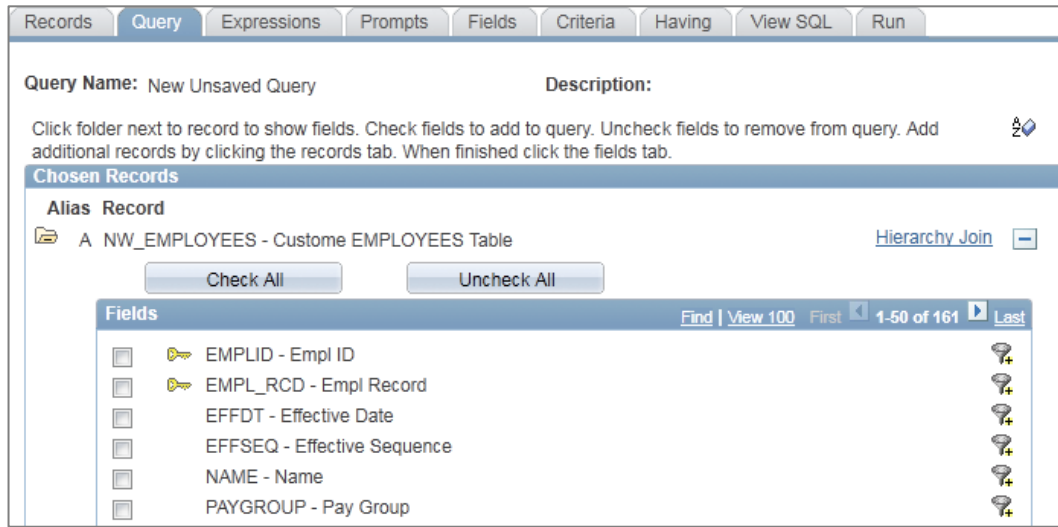 Records Query Expressions Prompts Fields Criteria Having View SQL Run
Query Name: New Unsaved Query Description:
Click folder next to record to show fields. Check fields to add to query. Uncheck fields to remove from query. Add
additional records by clicking the records tab. When finished click the fields tab.
Chosen Records
Alias Record
A NW_EMPLOYEES - Custome EMPLOYEES Table Hierarchy Join
Check All Uncheck All
Fields Find | View 100 First 1-50 of 161 Last
EMPLID - Empl ID
EMPL_RCD - Empl Record
EFFDT - Effective Date
EFFSEQ - Effective Sequence
NAME - Name
PAYGROUP - Pay Group